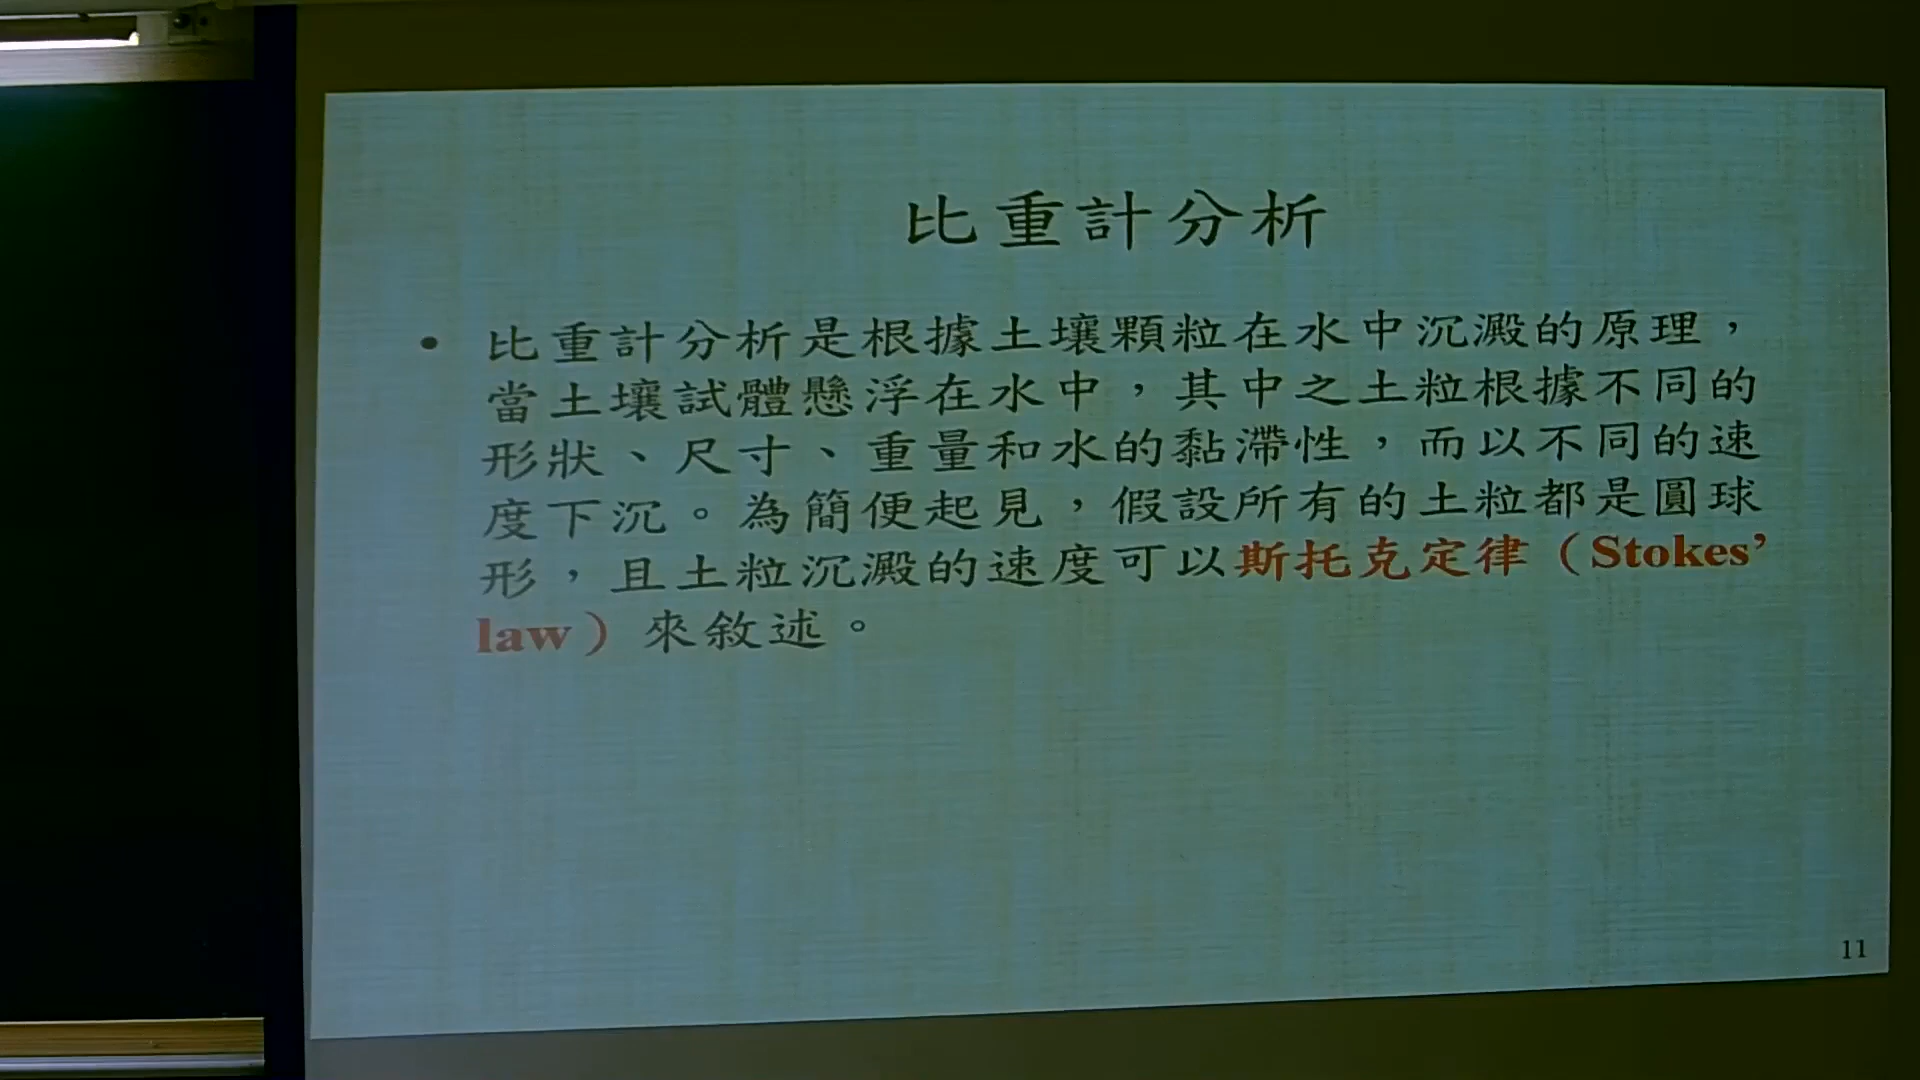 比重計分析
• 比重計分析是根據土壤顆粒在水中沉澱的原理，
當土壤試體懸浮在水中，其中之土粒根據不同的
形狀、尺寸、重量和水的黏滯性，而以不同的速
度下沉。為簡便起見，假設所有的土粒都是圓球
形，且土粒沉澱的速度可以斯托克定律（Stokes’
law）來敘述。
11